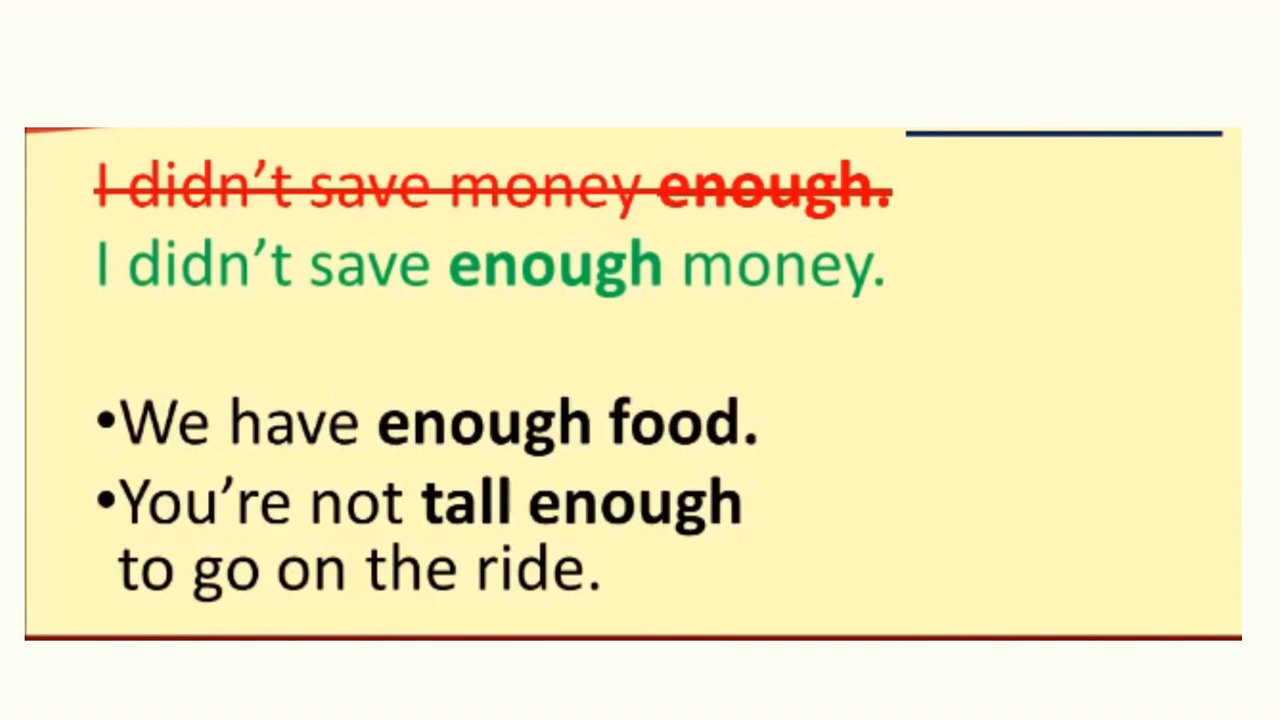 I didn’t save money enough.
I didn’t save enough money.
•We have enough food.
•You’re not tall enough
to go on the ride.